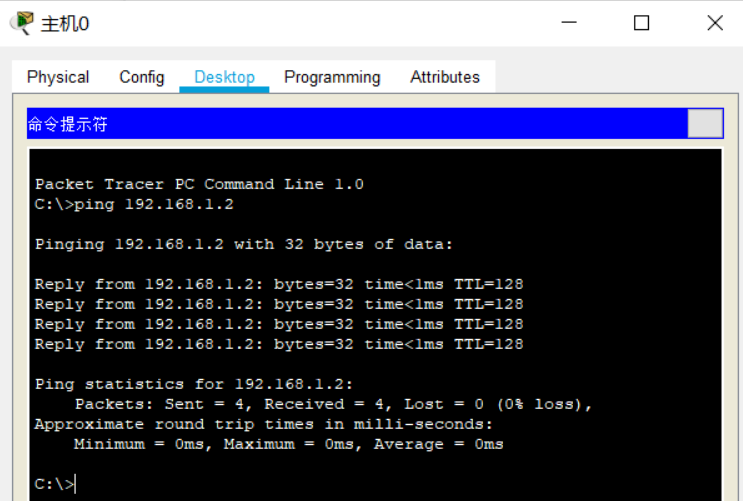 主机0
Physical Config Desktop Programming Attributes
命令提示符
Packet Tracer PC Command Line 1.0
C:\>ping 192.168.1.2
Pinging 192.168.1.2 with 32 bytes of data:
Reply from 192.168.1.2: bytes=32 time<1ms TTL=128
Reply from 192.168.1.2: bytes=32 time<1ms TTL=128
Reply from 192.168.1.2: bytes=32 time<1ms TTL=128
Reply from 192.168.1.2: bytes=32 time<1ms TTL=128
Ping statistics for 192.168.1.2:
Packets: Sent = 4, Received = 4, Lost = 0 (0% loss),
Approximate round trip times in milli-seconds:
Minimum = 0ms, Maximum = 0ms, Average = 0ms
C:\>